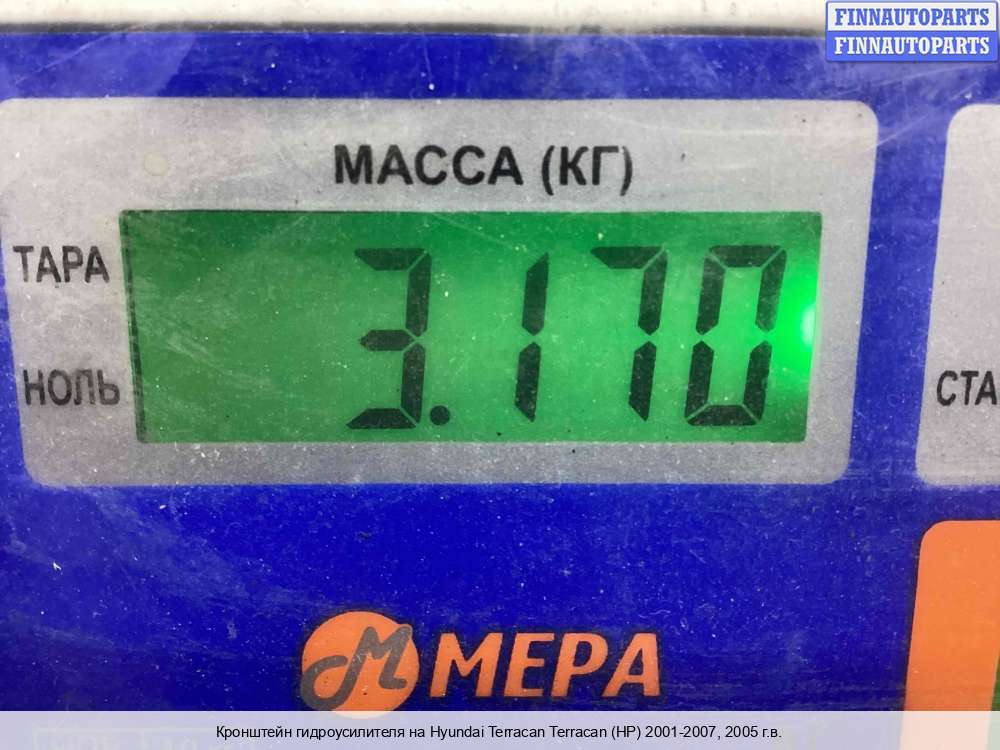 FINNAUTOPARTS
FINNAUTOPARTS
МАССА (КГ)
ТАРА
3.170
НОЛЬ
СТА
МЕРА
Кронштейн гидроусилителя на Hyundai Terracan Terracan (HP) 2001-2007, 2005 г.в.